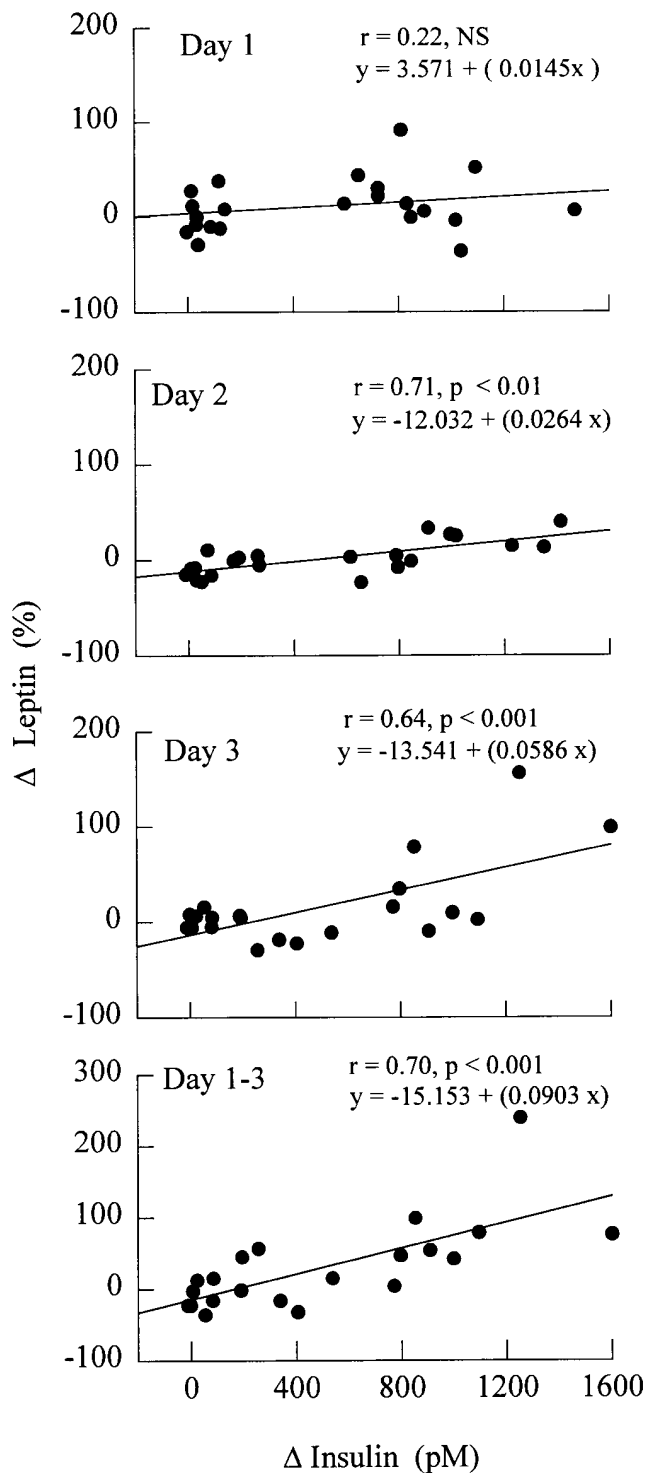 200
Day 1
r = 0.22, NS
y = 3.571 + ( 0.0145x )
100
0
-100
200
Day 2
r = 0.71, p < 0.01
y = -12.032 + (0.0264 x)
100
0
-100
Δ Leptin (%)
200
Day 3
r = 0.64, p < 0.001
y = -13.541 + (0.0586 x)
100
0
-100
300
Day 1-3
r = 0.70, p < 0.001
y = -15.153 + (0.0903 x)
200
100
0
-100
0 400 800 1200 1600
Δ Insulin (pM)